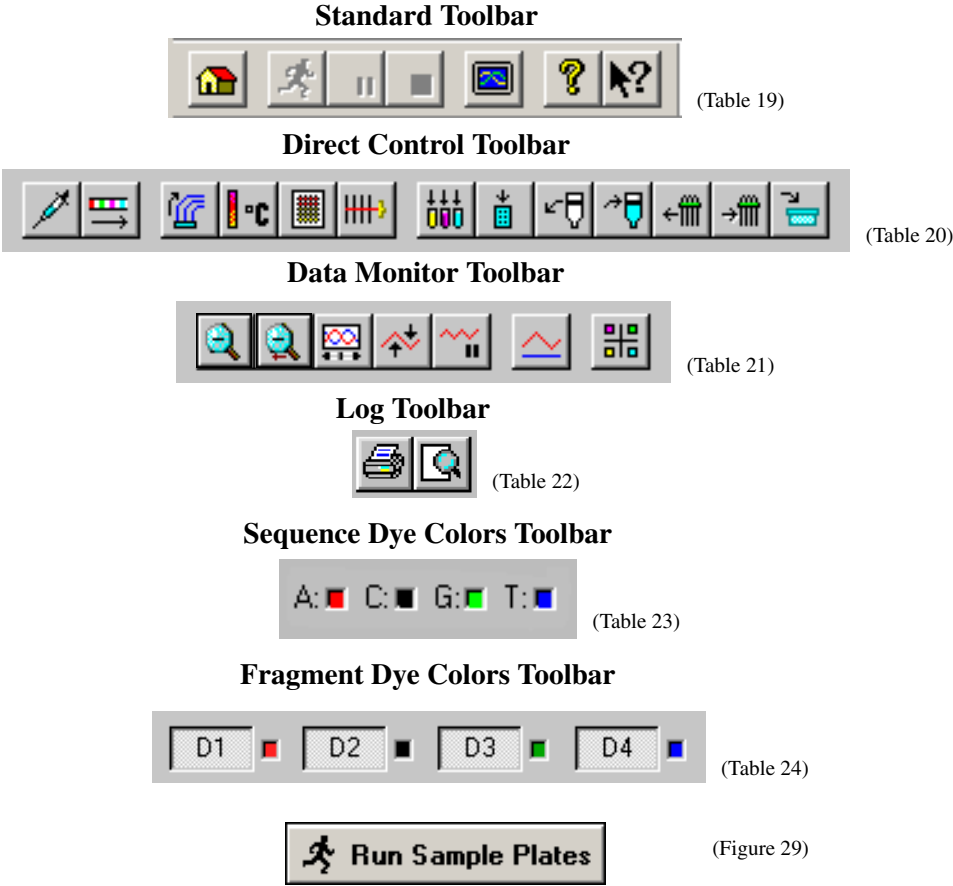 Standard Toolbar
? ?
(Table 19)
Direct Control Toolbar
°C
(Table 20)
Data Monitor Toolbar
(Table 21)
Log Toolbar
(Table 22)
Sequence Dye Colors Toolbar
A: C: G: T:
(Table 23)
Fragment Dye Colors Toolbar
D1 D2 D3 D4
(Table 24)
Run Sample Plates
(Figure 29)